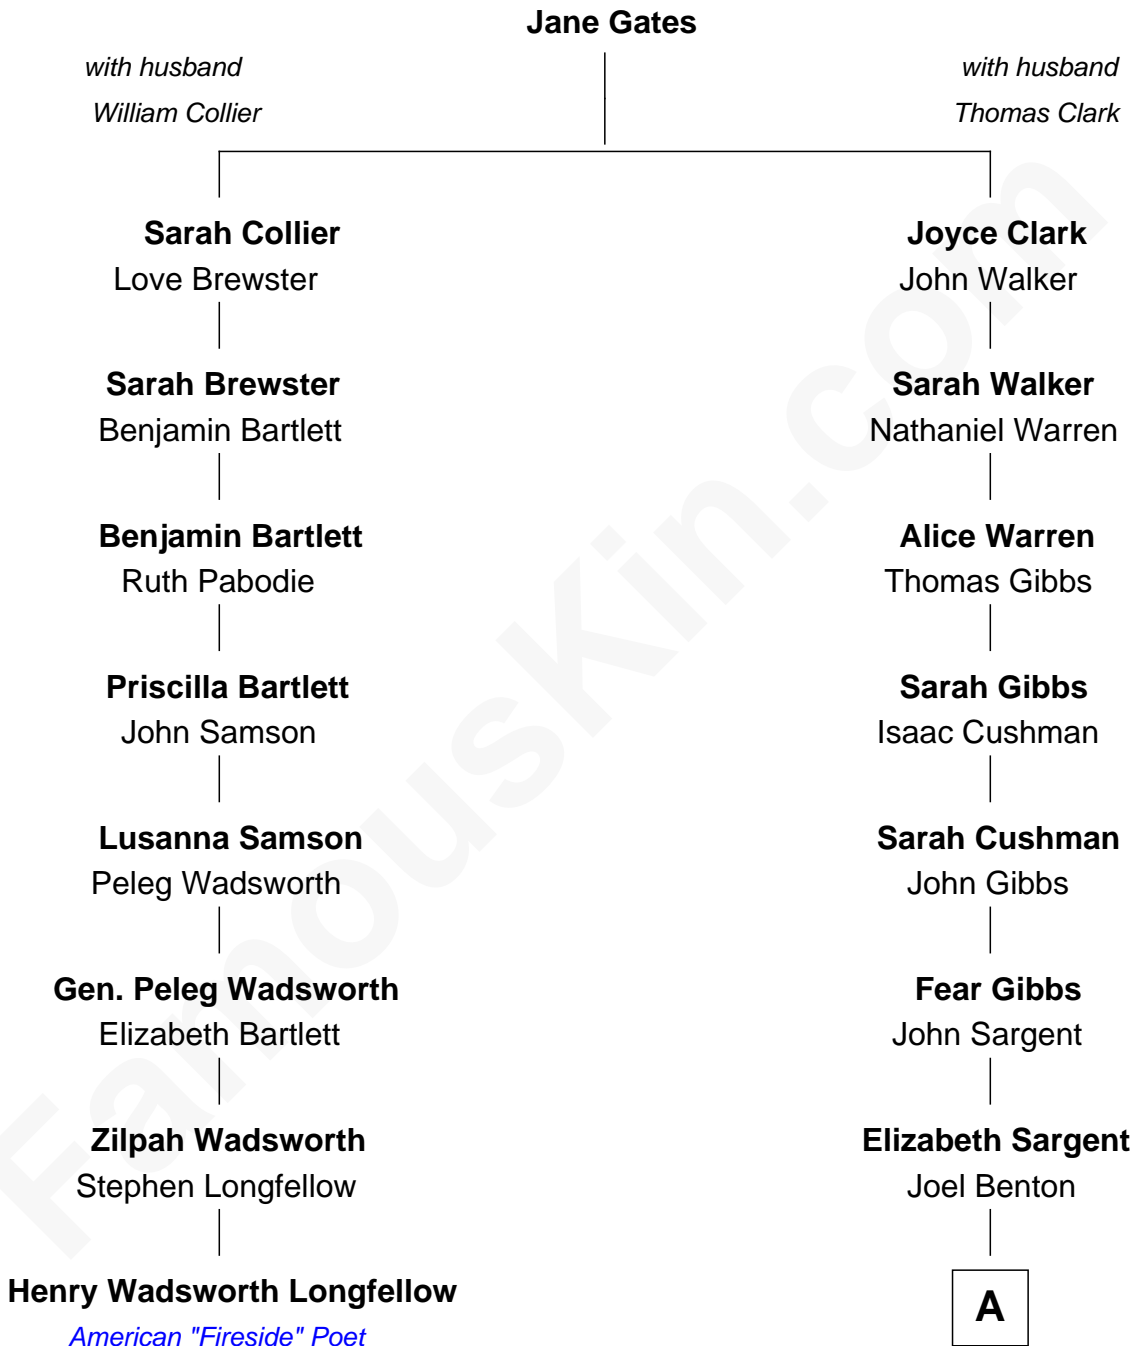 Jane Gates
with husband
William Collier
with husband
Thomas Clark
Sarah Collier
Love Brewster
Joyce Clark
John Walker
Sarah Brewster
Benjamin Bartlett
Sarah Walker
Nathaniel Warren
Benjamin Bartlett
Ruth Pabodie
Alice Warren
Thomas Gibbs
Priscilla Bartlett
John Samson
Sarah Gibbs
Isaac Cushman
Lusanna Samson
Peleg Wadsworth
Sarah Cushman
John Gibbs
Gen. Peleg Wadsworth
Elizabeth Bartlett
Fear Gibbs
John Sargent
Zilpah Wadsworth
Stephen Longfellow
Elizabeth Sargent
Joel Benton
Henry Wadsworth Longfellow
American "Fireside" Poet
A
FamousKin.com